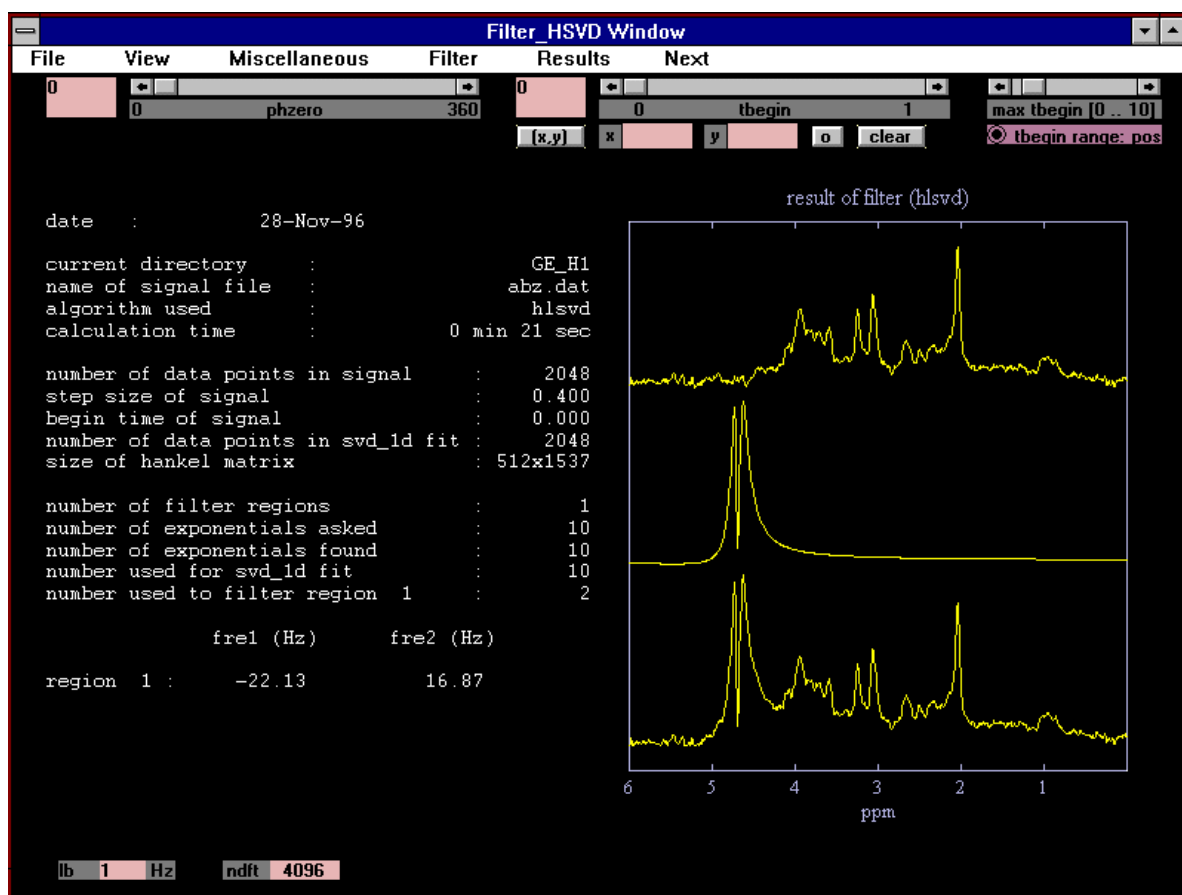 Filter_HSVD Window
File View Miscellaneous Filter Results Next
0 0
0 phzero 360 0 tbegin 1 max tbegin [0 .. 10]
(x,y) x y o clear tbegin range: pos
result of filter (hlsvd)
date : 28-Nov-96
current directory : GE_H1
name of signal file : abz.dat
algorithm used : hlsvd
calculation time : 0 min 21 sec
number of data points in signal : 2048
step size of signal : 0.400
begin time of signal : 0.000
number of data points in svd_1d fit : 2048
size of hankel matrix : 512x1537
number of filter regions : 1
number of exponentials asked : 10
number of exponentials found : 10
number used for svd_1d fit : 10
number used to filter region 1 : 2
fre1 (Hz) fre2 (Hz)
region 1 : -22.13 16.87
6 5 4 3 2 1
ppm
lb 1 Hz ndft 4096